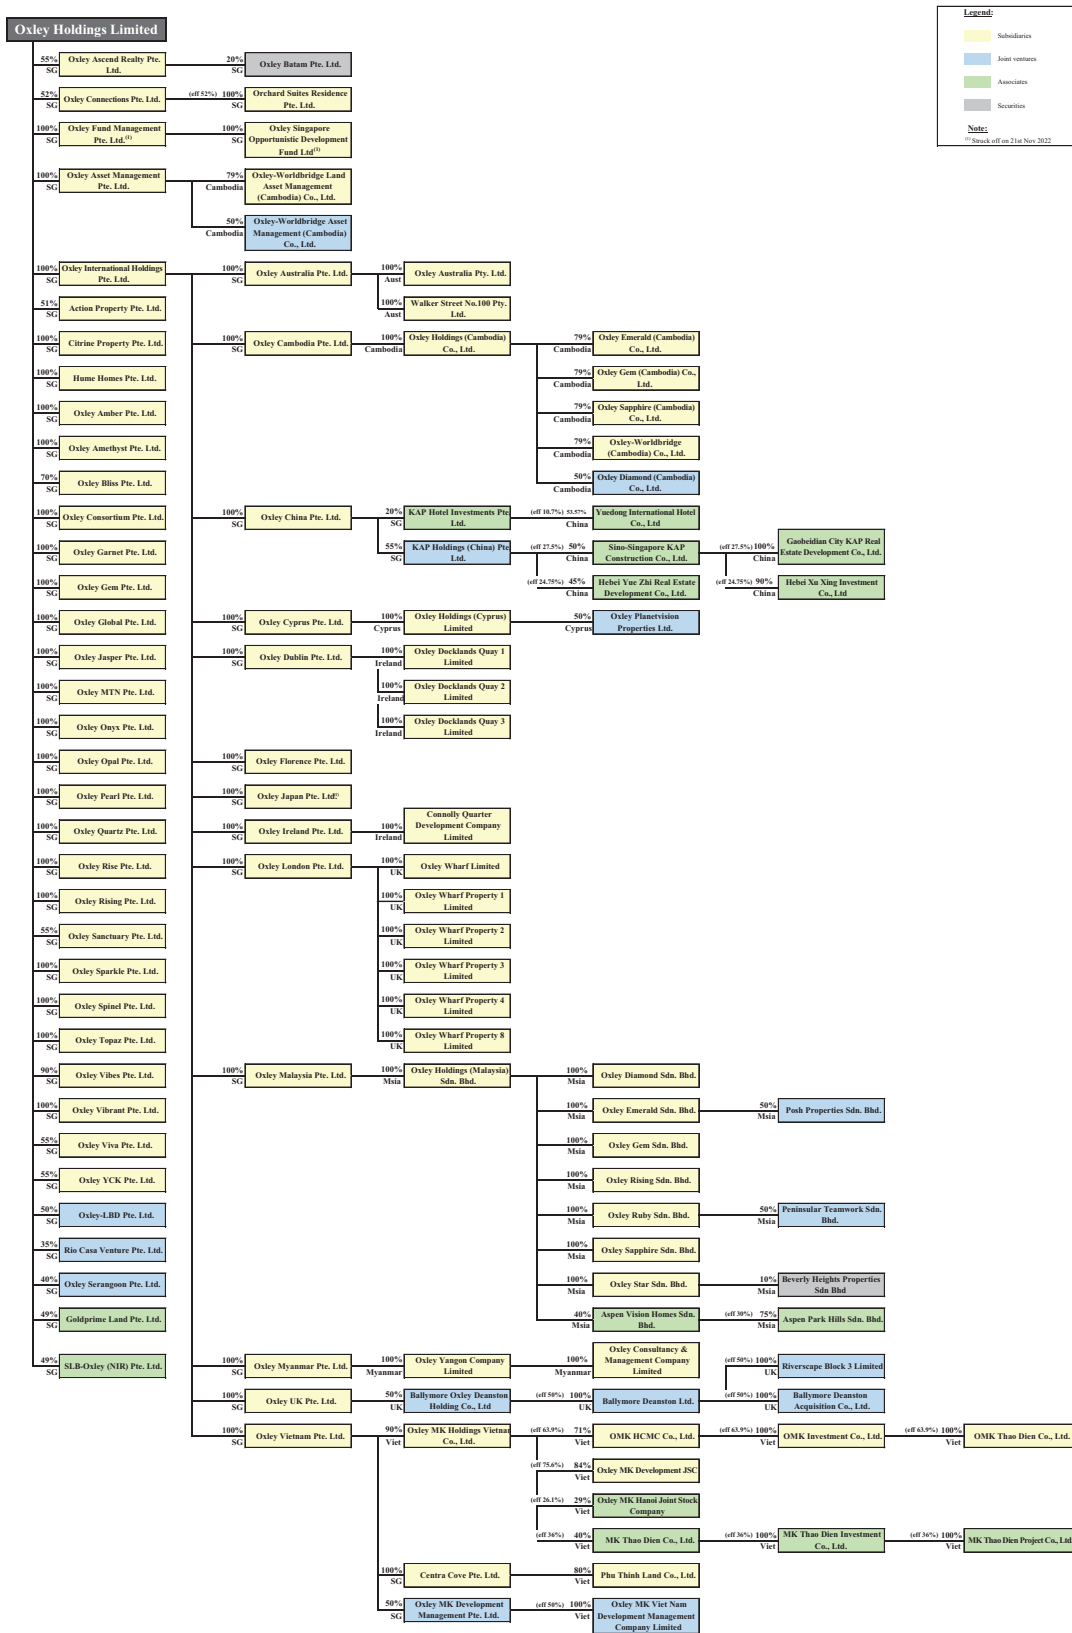 Oxley Holdings Limited
Legend:
Subsidiaries
Joint ventures
Associates
Securities
Note:
(1) Struck off on 21st Nov 2022
55%
SG
Oxley Ascend Realty Pte.
Ltd.
20%
SG
Oxley Batam Pte. Ltd.
52%
SG
Oxley Connections Pte. Ltd.
(eff 52%) 100%
SG
Orchard Suites Residence
Pte. Ltd.
100%
SG
Oxley Fund Management
Pte. Ltd.(1)
100%
SG
Oxley Singapore
Opportunistic Development
Fund Ltd(1)
100%
SG
Oxley Asset Management
Pte. Ltd.
79%
Cambodia
Oxley-Worldbridge Land
Asset Management
(Cambodia) Co., Ltd.
50%
Cambodia
Oxley-Worldbridge Asset
Management (Cambodia)
Co., Ltd.
100%
SG
Oxley International Holdings
Pte. Ltd.
100%
SG
Oxley Australia Pte. Ltd.
100%
Aust
Oxley Australia Pty. Ltd.
51%
SG
Action Property Pte. Ltd.
100%
Aust
Walker Street No.100 Pty.
Ltd.
100%
SG
Citrine Property Pte. Ltd.
100%
SG
Oxley Cambodia Pte. Ltd.
100%
Cambodia
Oxley Holdings (Cambodia)
Co., Ltd.
79%
Cambodia
Oxley Emerald (Cambodia)
Co., Ltd.
100%
SG
Hume Homes Pte. Ltd.
79%
Cambodia
Oxley Gem (Cambodia) Co.,
Ltd.
100%
SG
Oxley Amber Pte. Ltd.
79%
Cambodia
Oxley Sapphire (Cambodia)
Co., Ltd.
100%
SG
Oxley Amethyst Pte. Ltd.
79%
Cambodia
Oxley-Worldbridge
(Cambodia) Co., Ltd.
70%
SG
Oxley Bliss Pte. Ltd.
50%
Cambodia
Oxley Diamond (Cambodia)
Co., Ltd.
100%
SG
Oxley Consortium Pte. Ltd.
100%
SG
Oxley China Pte. Ltd.
20%
SG
KAP Hotel Investments Pte.
Ltd.
(eff 10.7%) 53.57%
China
Yuedong International Hotel
Co., Ltd
100%
SG
Oxley Garnet Pte. Ltd.
55%
SG
KAP Holdings (China) Pte.
Ltd.
(eff 27.5%) 50%
China
Sino-Singapore KAP
Construction Co., Ltd.
(eff 27.5%) 100%
China
Gaobeidian City KAP Real
Estate Development Co., Ltd.
100%
SG
Oxley Gem Pte. Ltd.
(eff 24.75%) 45%
China
Hebei Yue Zhi Real Estate
Development Co., Ltd.
(eff 24.75%) 90%
China
Hebei Xu Xing Investment
Co., Ltd
100%
SG
Oxley Global Pte. Ltd.
100%
SG
Oxley Cyprus Pte. Ltd.
100%
Cyprus
Oxley Holdings (Cyprus)
Limited
50%
Cyprus
Oxley Planetvision
Properties Ltd.
100%
SG
Oxley Jasper Pte. Ltd.
100%
SG
Oxley Dublin Pte. Ltd.
100%
Ireland
Oxley Docklands Quay 1
Limited
100%
SG
Oxley MTN Pte. Ltd.
100%
Ireland
Oxley Docklands Quay 2
Limited
100%
SG
Oxley Onyx Pte. Ltd.
100%
Ireland
Oxley Docklands Quay 3
Limited
100%
SG
Oxley Opal Pte. Ltd.
100%
SG
Oxley Florence Pte. Ltd.
100%
SG
Oxley Pearl Pte. Ltd.
100%
SG
Oxley Japan Pte. Ltd.
100%
SG
Oxley Quartz Pte. Ltd.
100%
SG
Oxley Ireland Pte. Ltd.
100%
Ireland
Connolly Quarter
Development Company
Limited
100%
SG
Oxley Rise Pte. Ltd.
100%
SG
Oxley London Pte. Ltd.
100%
UK
Oxley Wharf Limited
100%
SG
Oxley Rising Pte. Ltd.
100%
UK
Oxley Wharf Property 1
Limited
55%
SG
Oxley Sanctuary Pte. Ltd.
100%
UK
Oxley Wharf Property 2
Limited
100%
SG
Oxley Sparkle Pte. Ltd.
100%
UK
Oxley Wharf Property 3
Limited
100%
SG
Oxley Spinel Pte. Ltd.
100%
UK
Oxley Wharf Property 4
Limited
100%
SG
Oxley Topaz Pte. Ltd.
100%
UK
Oxley Wharf Property 8
Limited
90%
SG
Oxley Vibes Pte. Ltd.
100%
SG
Oxley Malaysia Pte. Ltd.
100%
Msia
Oxley Holdings (Malaysia)
Sdn. Bhd.
100%
Msia
Oxley Diamond Sdn. Bhd.
100%
SG
Oxley Vibrant Pte. Ltd.
100%
Msia
Oxley Emerald Sdn. Bhd.
50%
Msia
Posh Properties Sdn. Bhd.
55%
SG
Oxley Viva Pte. Ltd.
100%
Msia
Oxley Gem Sdn. Bhd.
55%
SG
Oxley YCK Pte. Ltd.
100%
Msia
Oxley Rising Sdn. Bhd.
50%
SG
Oxley-LBD Pte. Ltd.
100%
Msia
Oxley Ruby Sdn. Bhd.
50%
Msia
Peninsular Teamwork Sdn.
Bhd.
35%
SG
Rio Casa Venture Pte. Ltd.
100%
Msia
Oxley Sapphire Sdn. Bhd.
40%
SG
Oxley Serangoon Pte. Ltd.
100%
Msia
Oxley Star Sdn. Bhd.
10%
Msia
Beverly Heights Properties
Sdn Bhd
49%
SG
Goldprime Land Pte. Ltd.
40%
Msia
Aspen Vision Homes Sdn.
Bhd.
(eff 30%) 75%
Msia
Aspen Park Hills Sdn. Bhd.
49%
SG
SLB-Oxley (NIR) Pte. Ltd.
100%
SG
Oxley Myanmar Pte. Ltd.
100%
Myanmar
Oxley Yangon Company
Limited
100%
Myanmar
Oxley Consultancy &
Management Company
Limited
(eff 50%) 100%
UK
Riverscape Block 3 Limited
100%
SG
Oxley UK Pte. Ltd.
50%
UK
Ballymore Oxley Deanston
Holding Co., Ltd
(eff 50%) 100%
UK
Ballymore Deanston Ltd.
(eff 50%) 100%
UK
Ballymore Deanston
Acquisition Co., Ltd.
100%
SG
Oxley Vietnam Pte. Ltd.
90%
Viet
Oxley MK Holdings Vietnam
Co., Ltd.
(eff 63.9%) 71%
Viet
OMK HCMC Co., Ltd.
(eff 63.9%) 100%
Viet
OMK Investment Co., Ltd.
(eff 63.9%) 100%
Viet
OMK Thao Dien Co., Ltd.
(eff 75.6%) 84%
Viet
Oxley MK Development JSC
(eff 26.1%) 29%
Viet
Oxley MK Hanoi Joint Stock
Company
(eff 36%) 40%
Viet
MK Thao Dien Co., Ltd.
(eff 36%) 100%
Viet
MK Thao Dien Investment
Co., Ltd.
(eff 36%) 100%
Viet
MK Thao Dien Project Co., Ltd.
100%
SG
Centra Cove Pte. Ltd.
80%
Viet
Phu Thinh Land Co., Ltd.
50%
SG
Oxley MK Development
Management Pte. Ltd.
(eff 50%) 100%
Viet
Oxley MK Viet Nam
Development Management
Company Limited